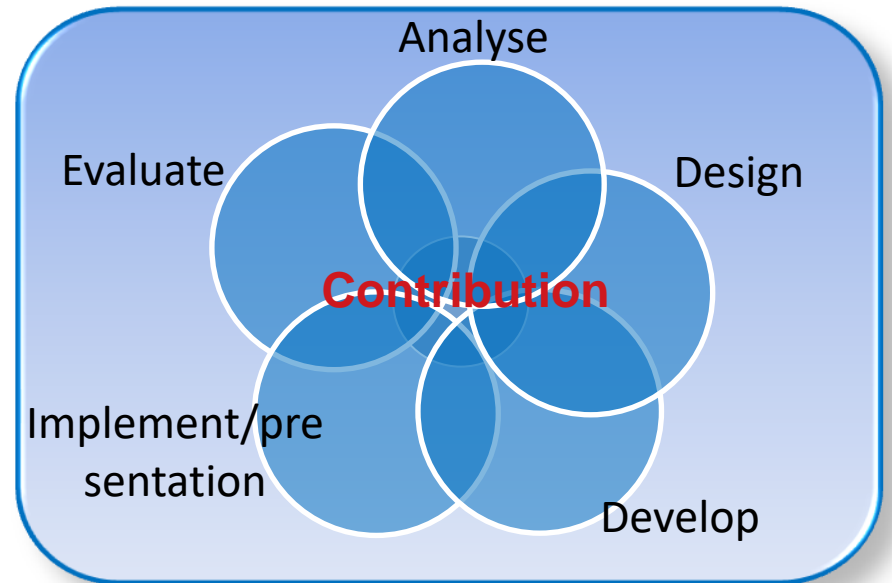 Analyse
Evaluate
Design
Contribution
Implement/pre
sentation
Develop